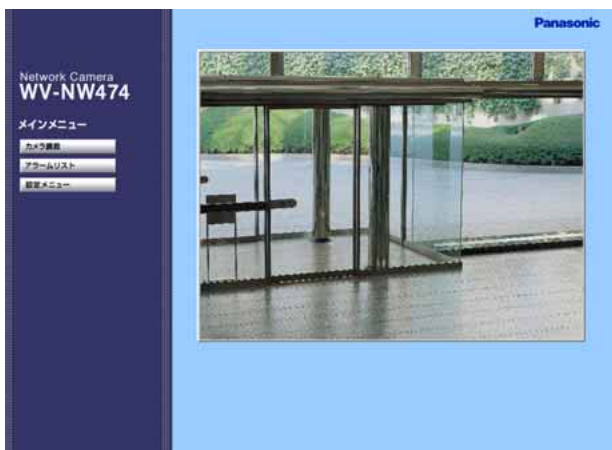 Panasonic
Network Camera
WV-NW474
メインメニュー
カメラ画面
アラームリスト
設定メニュー